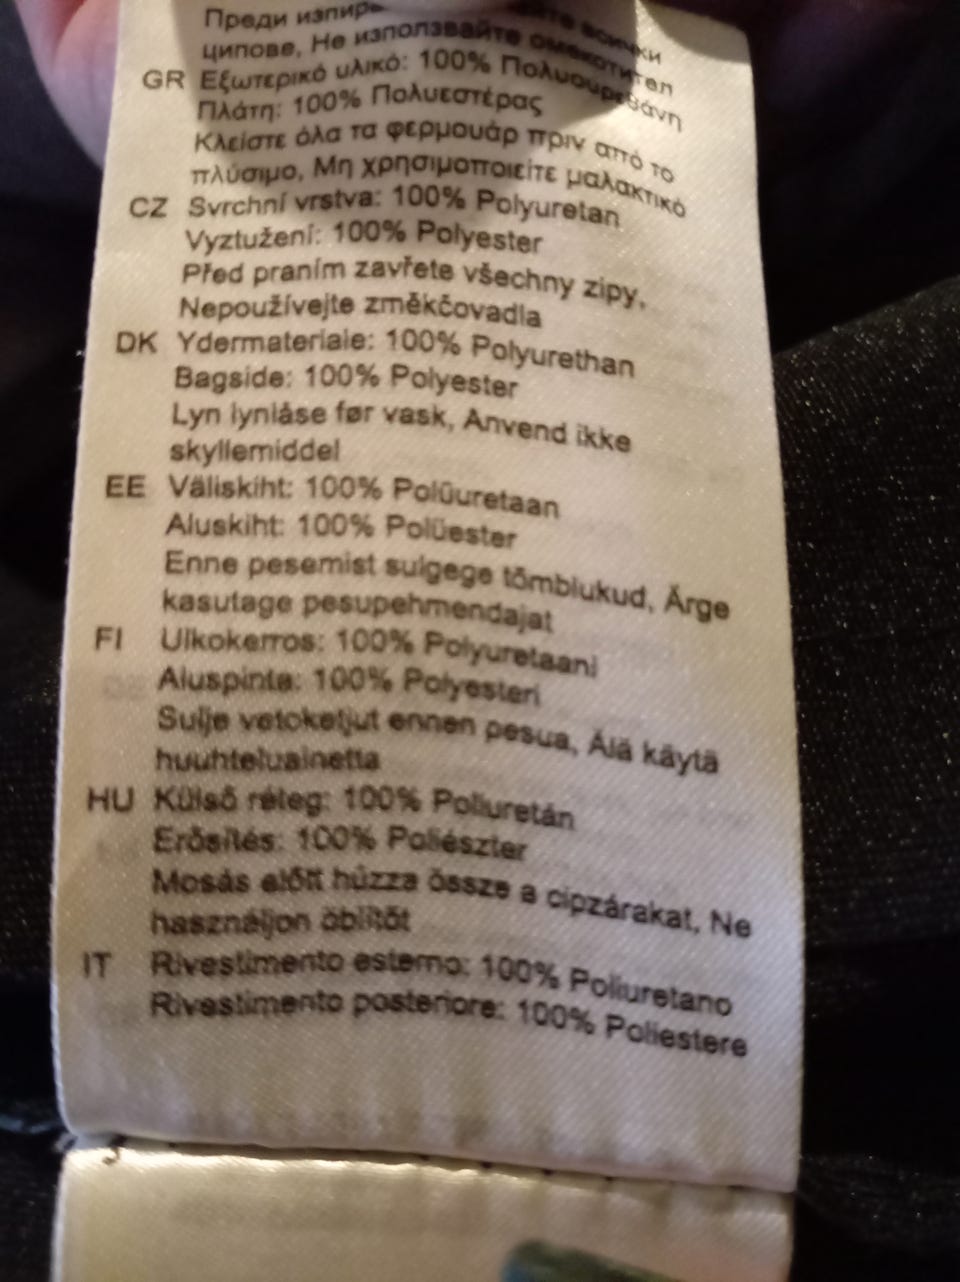 Преди изпир всички
ципове, Не използвайте омекотител
GR Εξωτερικό υλικό: 100% Πολυουρεθάνη
Πλάτη: 100% Πολυεστέρας
Κλείστε όλα τα φερμουάρ πριν από το
πλύσιμο, Μη χρησιμοποιείτε μαλακτικό
CZ Svrchní vrstva: 100% Polyuretan
Vyztužení: 100% Polyester
Před praním zavřete všechny zipy,
Nepoužívejte změkčovadla
DK Ydermateriale: 100% Polyurethan
Bagside: 100% Polyester
Lyn lynlåse før vask, Anvend ikke
skyllemiddel
EE Väliskiht: 100% Polüuretaan
Aluskiht: 100% Polüester
Enne pesemist sulgege tõmblukud, Ärge
kasutage pesupehmendajat
FI Ulkokerros: 100% Polyuretaani
Aluspinta: 100% Polyesteri
Sulje vetoketjut ennen pesua, Älä käytä
huuhteluainetta
HU Külső réteg: 100% Poliuretán
Erősítés: 100% Poliészter
Mosás előtt húzza össze a cipzárakat, Ne
használjon öblítőt
IT Rivestimento esterno: 100% Poliuretano
Rivestimento posteriore: 100% Poliestere